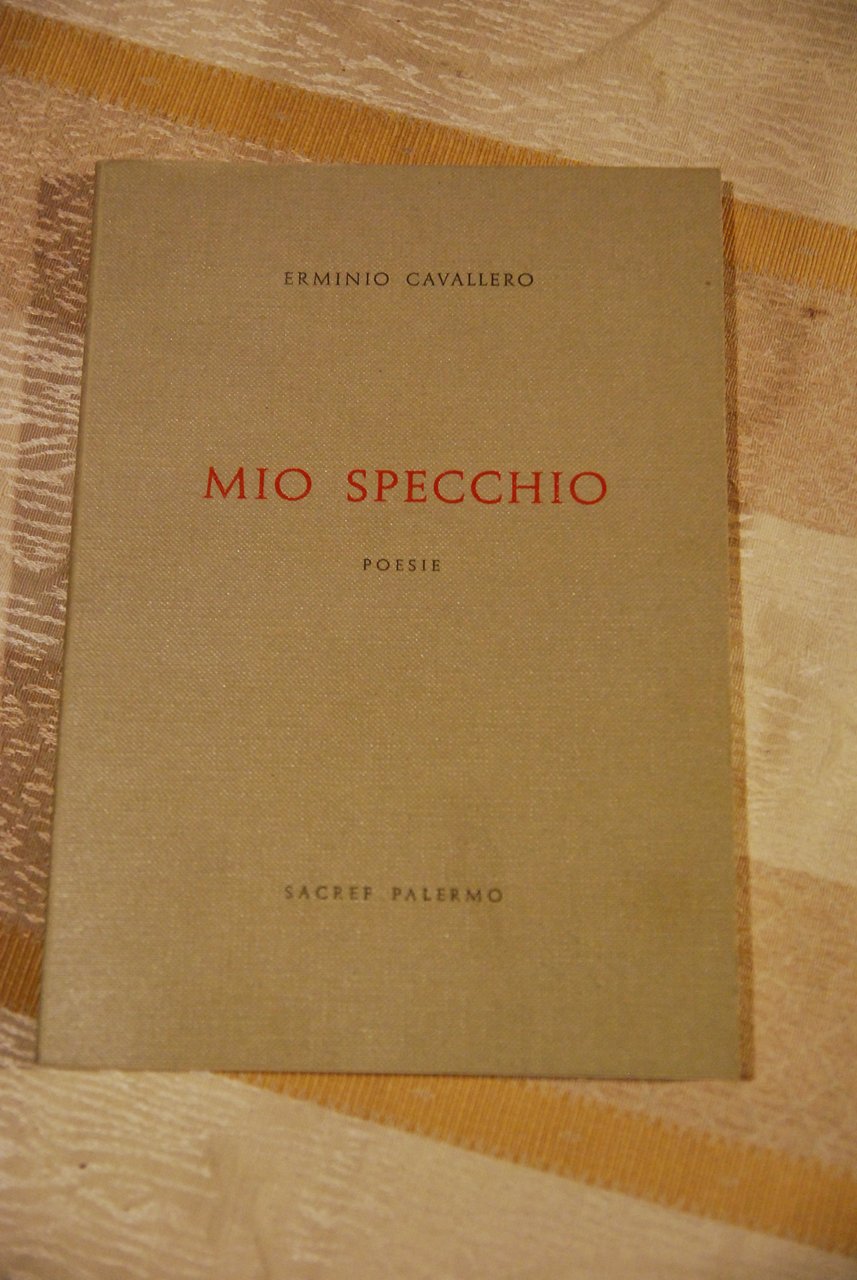 ERMINIO CAVALLERO
MIO SPECCHIO
POESIE
SACREF PALERMO